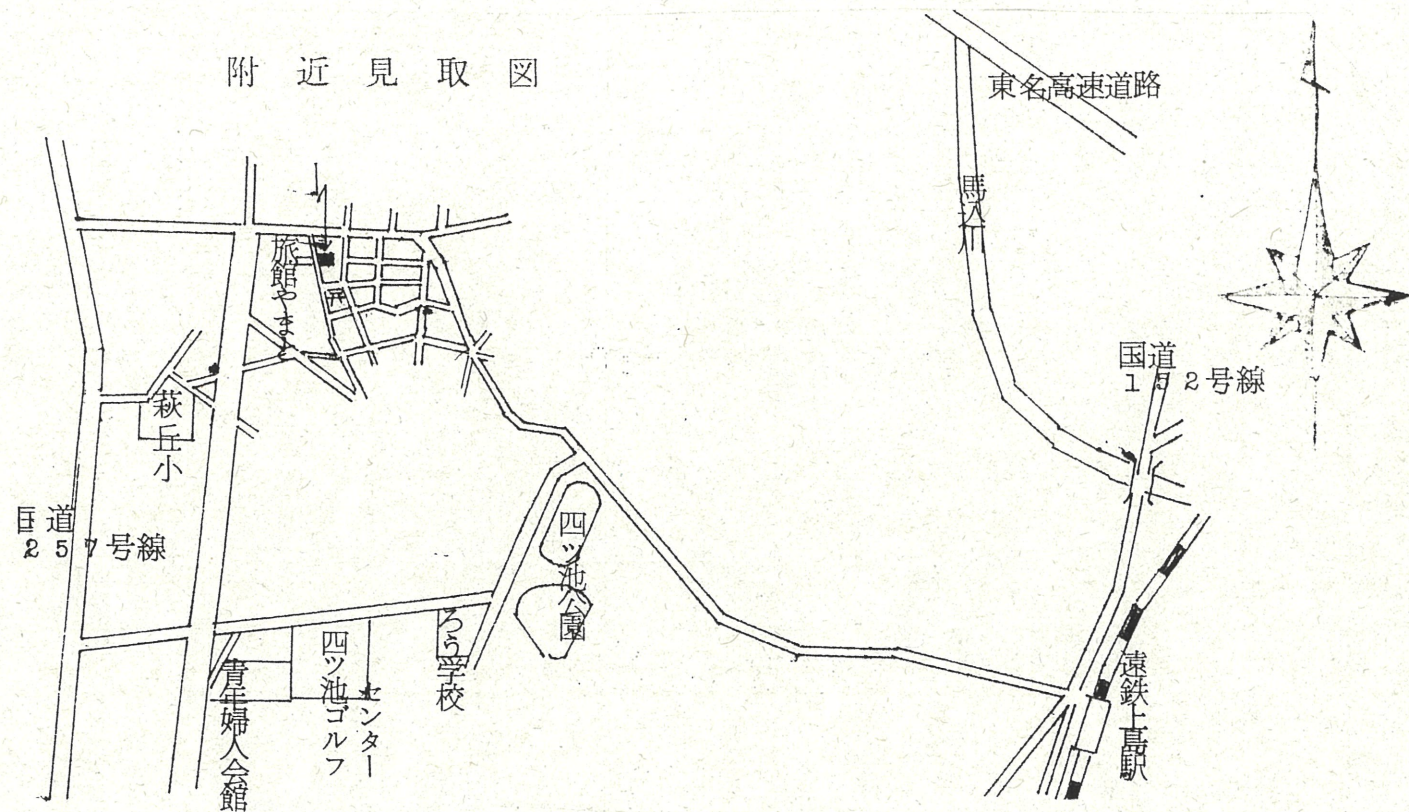 附近見取図
東名高速道路
馬込川
旅館やまと
国道
152号線
萩丘小
国道
257号線
四ツ池公園
ろう学校
四ツ池ゴルフ
センター
青年婦人会館
遠鉄上島駅